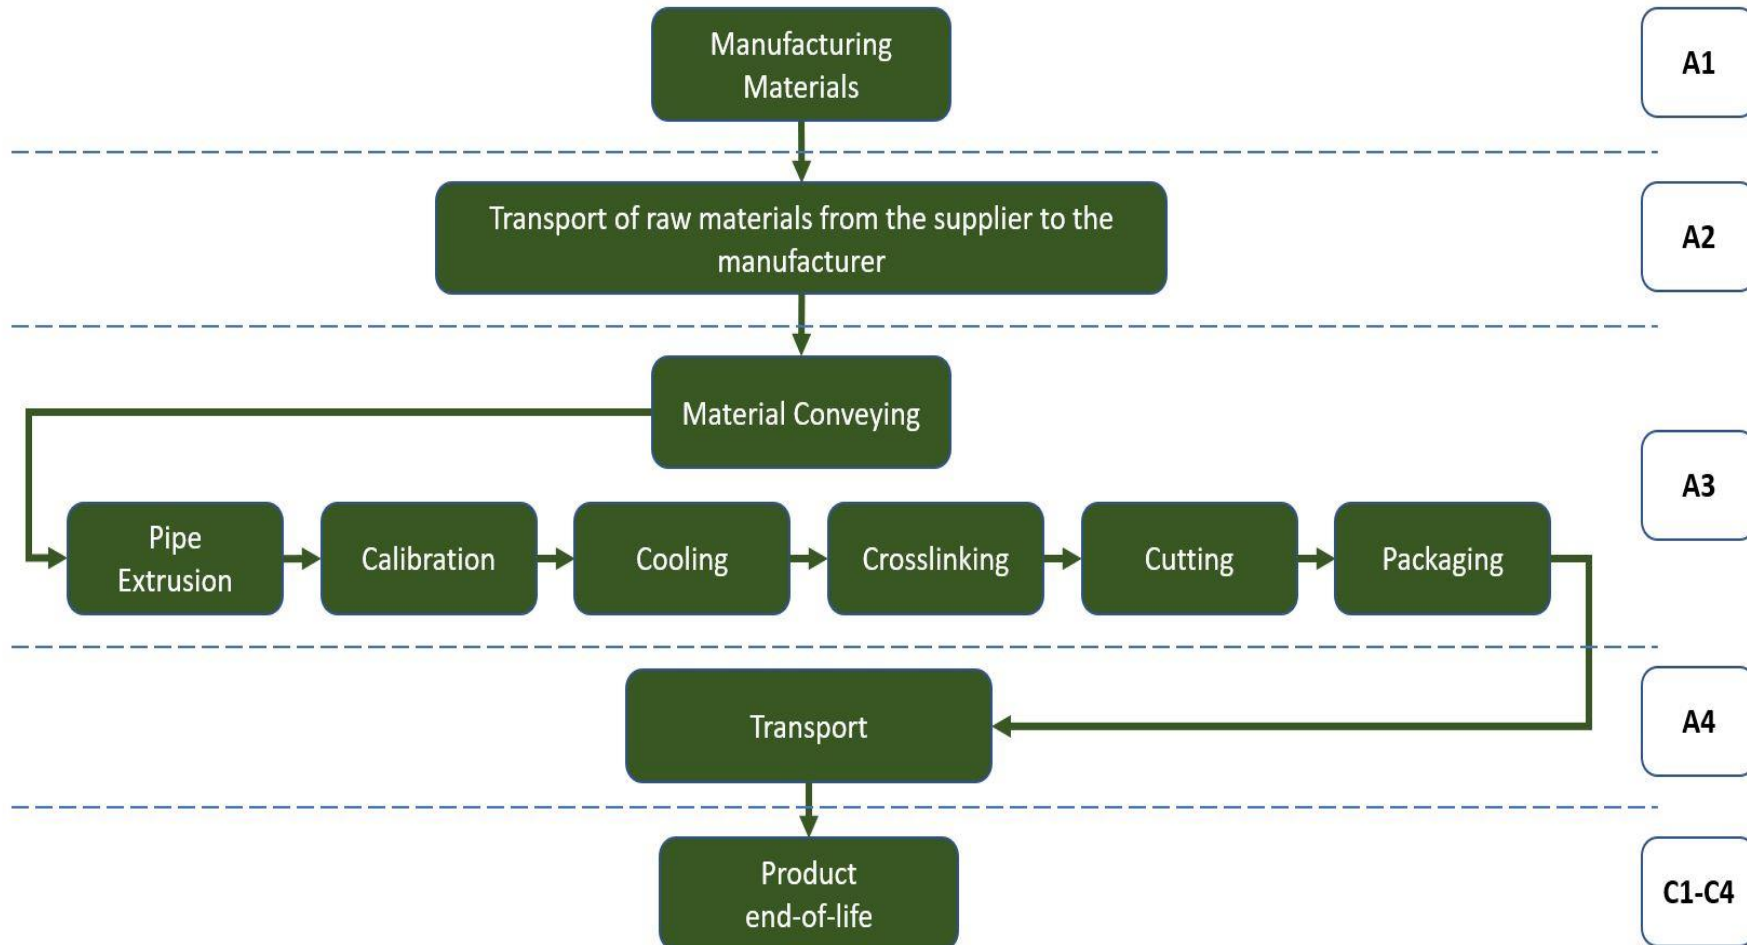 Manufacturing
Materials
A1
Transport of raw materials from the supplier to the
manufacturer
A2
Material Conveying
A3
Pipe
Extrusion
Calibration
Cooling
Crosslinking
Cutting
Packaging
Transport
A4
Product
end-of-life
C1-C4